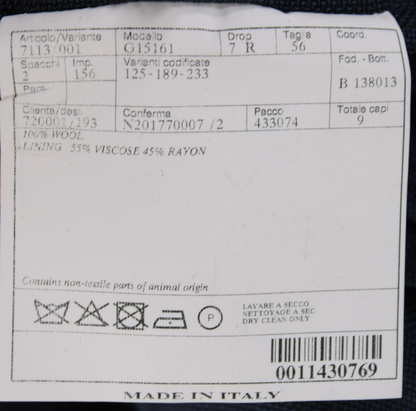 Articolo/Variante Modello Drop Taglia Coord.
7113/001 G15161 7 R 56
Spacchi Imp. Varianti codificate Fod. - Bott.
2 156 125-189-233 B 138013
Part.
Cliente/dest. Conferma Pacco Totale capi
720001/293 N201770007 /2 433074 9
100% WOOL
LINING 55% VISCOSE 45% RAYON
Contains non-textile parts of animal origin
P
LAVARE A SECCO
NETTOYAGE A SEC
DRY CLEAN ONLY
0011430769
MADE IN ITALY